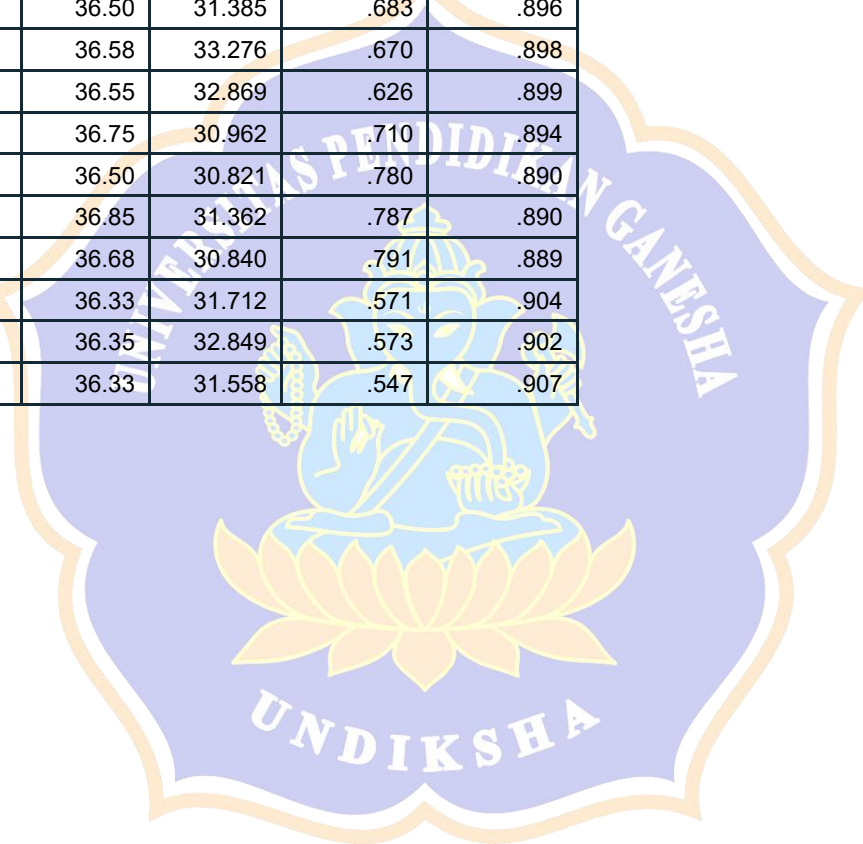 36.50 31.385 .683 .896
36.58 33.276 .670 .898
36.55 32.869 .626 .899
36.75 30.962 .710 .894
36.50 30.821 .780 .890
36.85 31.362 .787 .890
36.68 30.840 .791 .889
36.33 31.712 .571 .904
36.35 32.849 .573 .902
36.33 31.558 .547 .907
UNIVERSITAS PENDIDIKAN GANESHA
UNDIKSHA